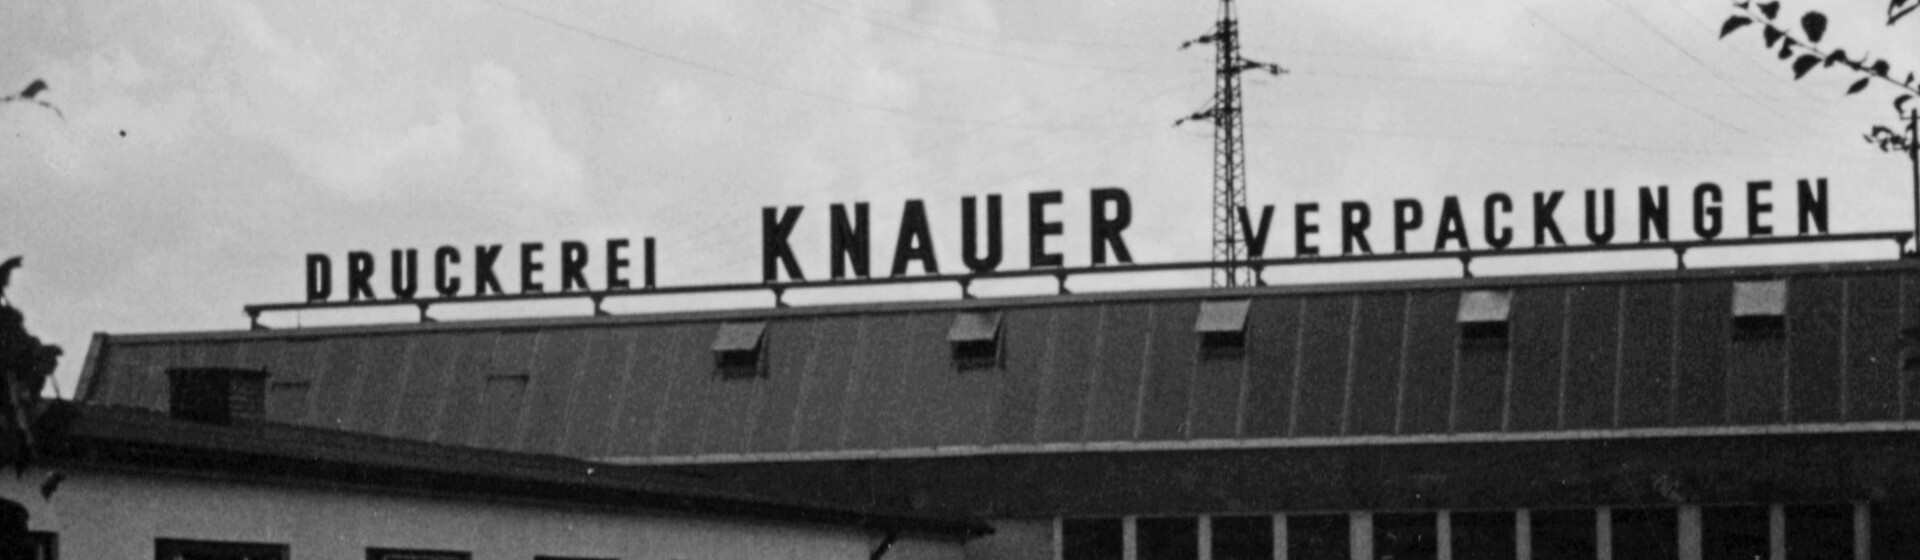 DRUCKEREI KNAUER VERPACKUNGEN